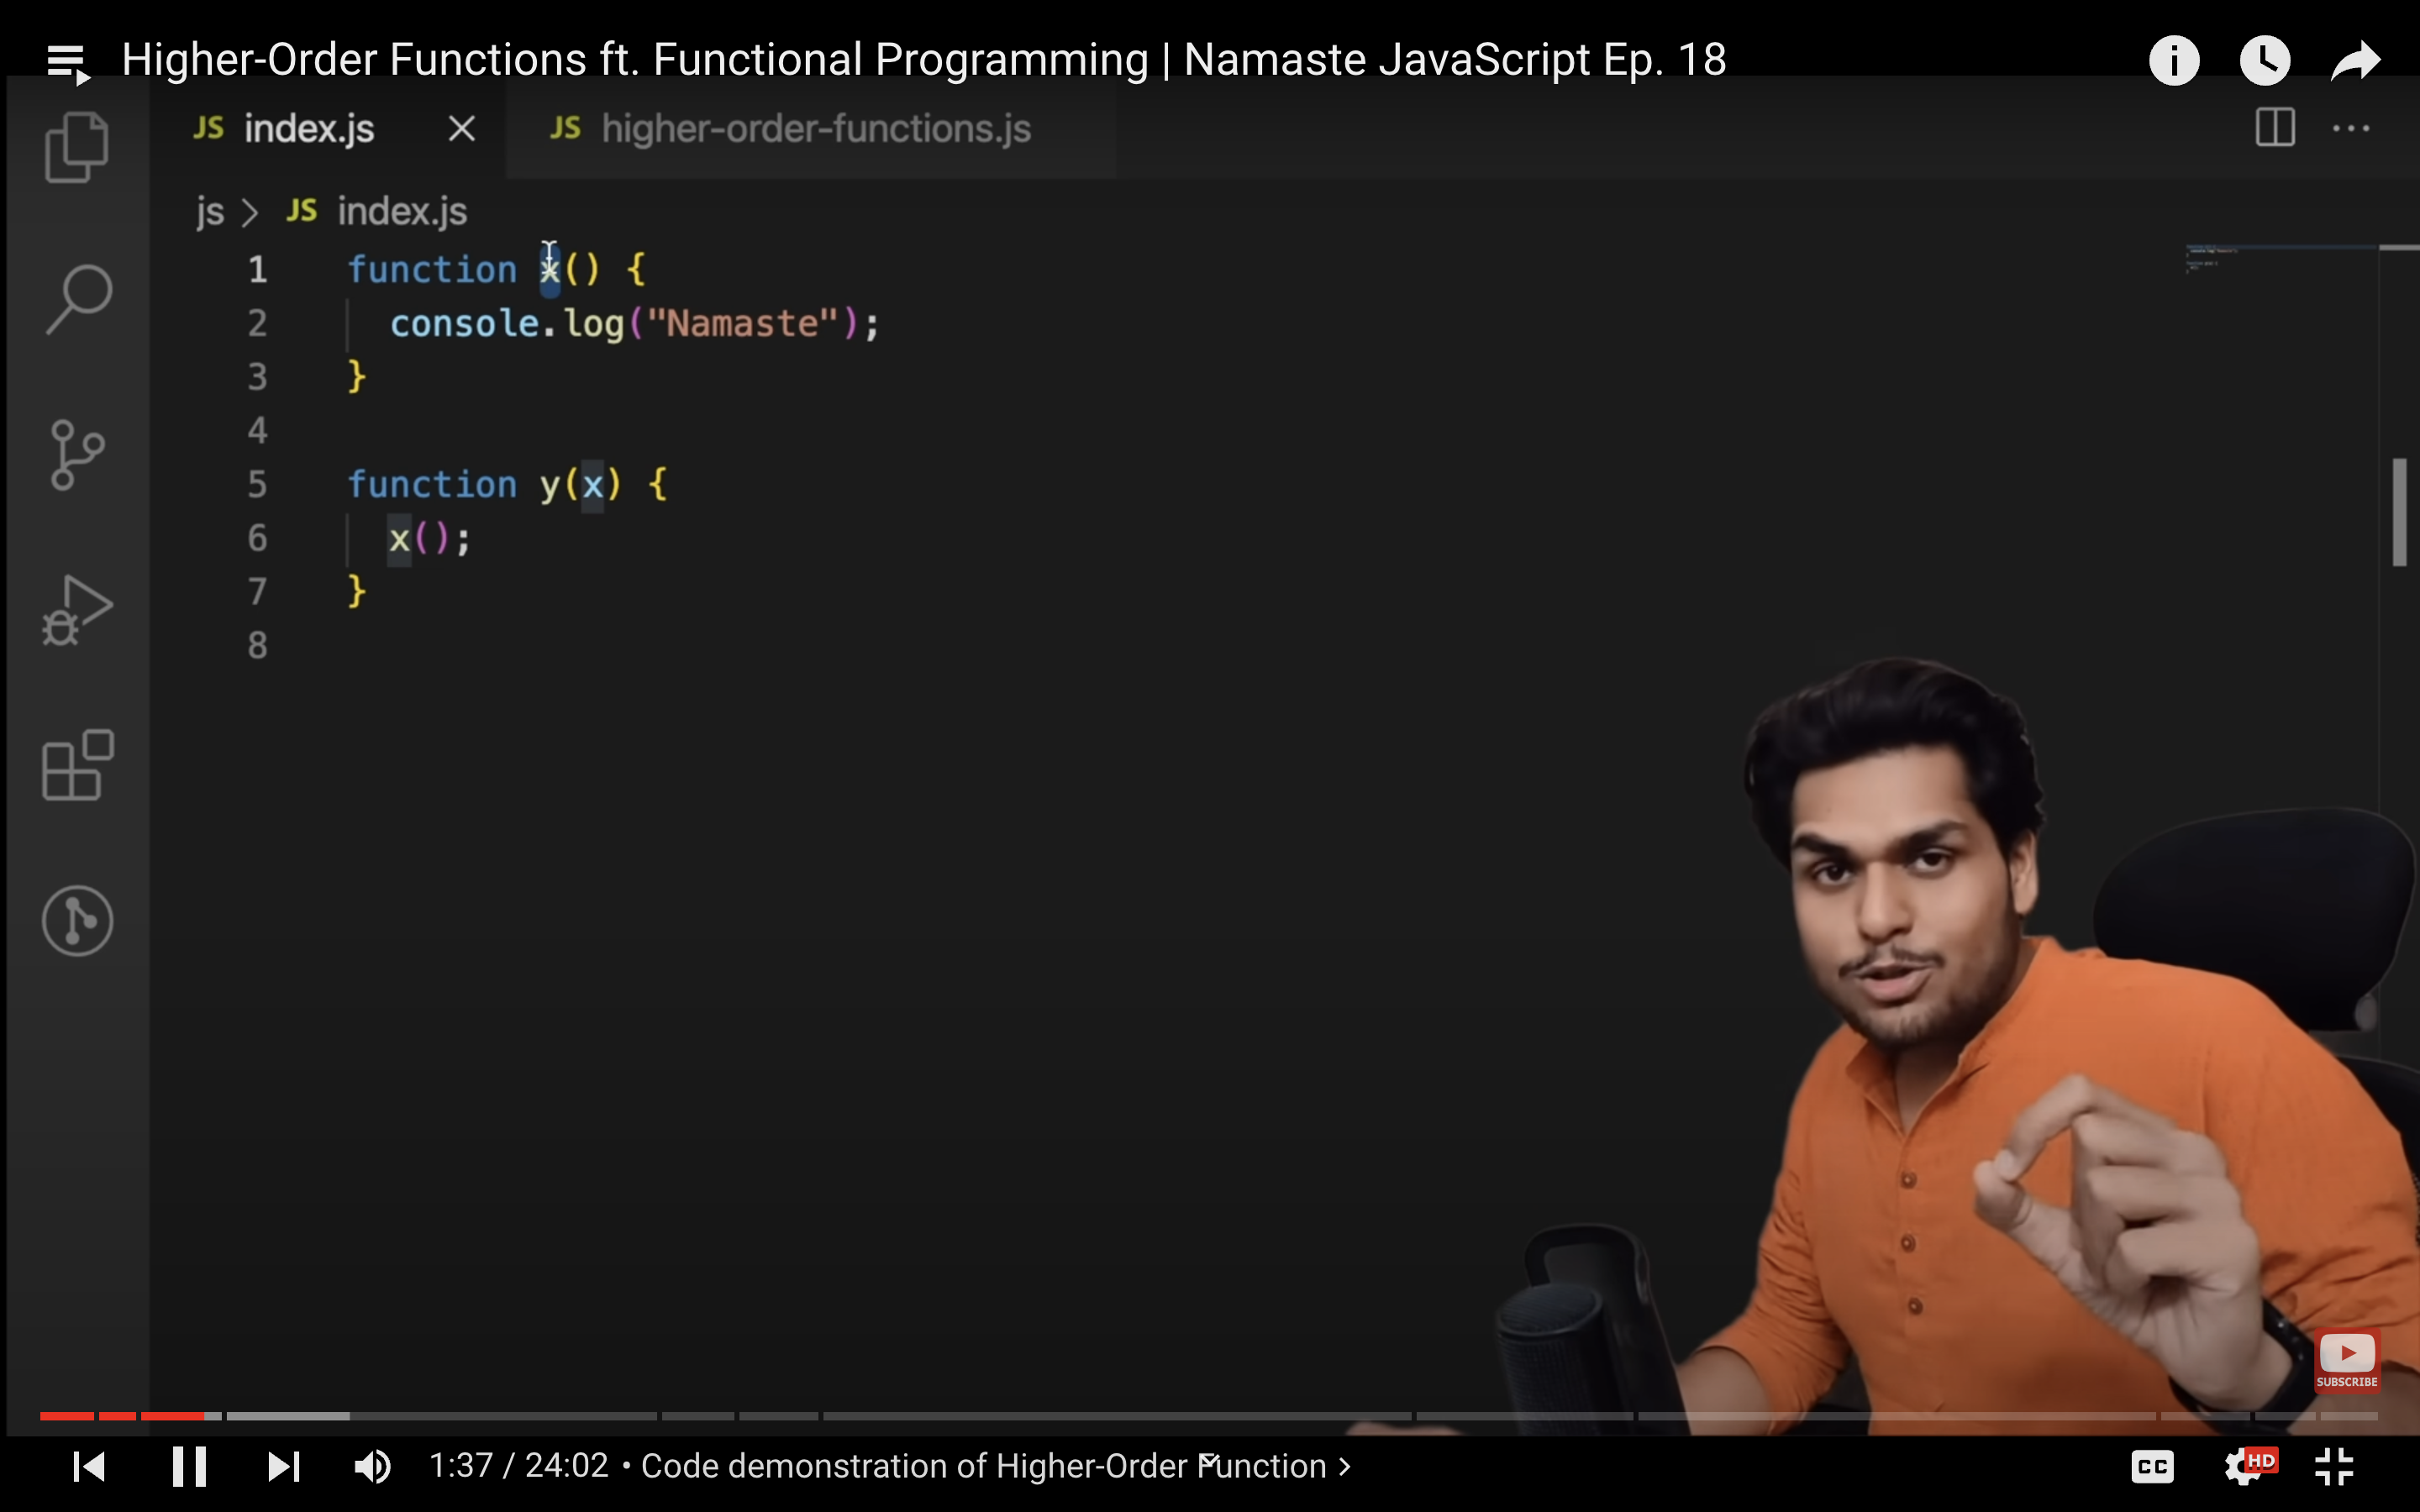 Higher-Order Functions ft. Functional Programming | Namaste JavaScript Ep. 18
JS index.js
JS higher-order-functions.js
js > JS index.js
1 function x() {
2 console.log("Namaste");
3 }
4
5 function y(x) {
6 x();
7 }
8
SUBSCRIBE
1:37 / 24:02 • Code demonstration of Higher-Order Function >
CC
HD